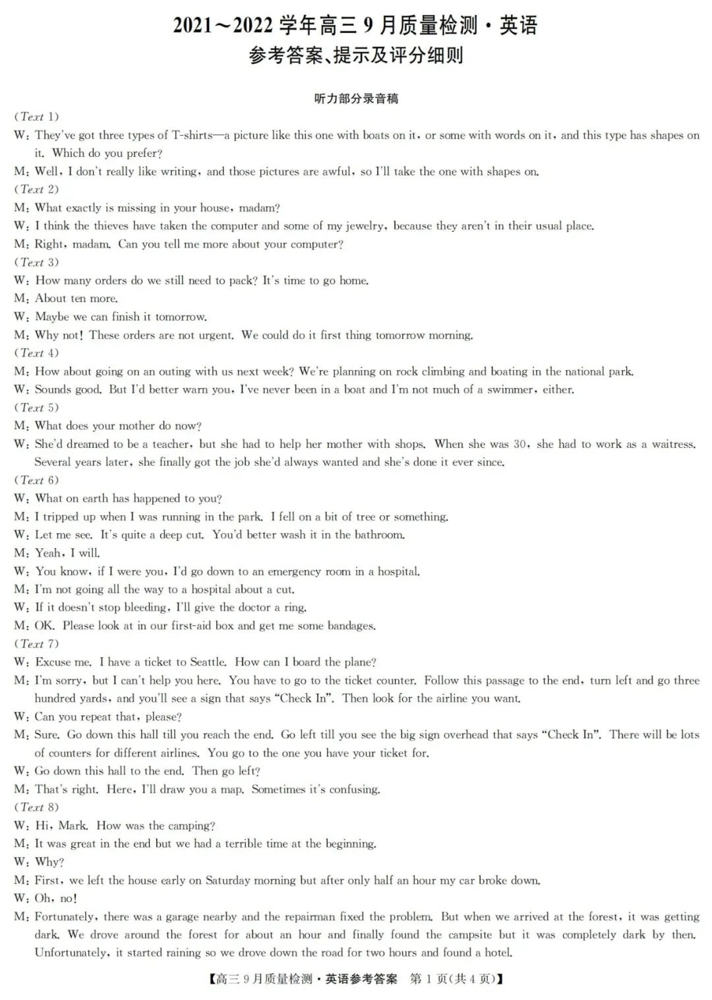 2021～2022 学年高三 9 月质量检测·英语
参考答案、提示及评分细则
听力部分录音稿
(Text 1)
W: They've got three types of T-shirts—a picture like this one with boats on it, or some with words on it, and this type has shapes on
it. Which do you prefer?
M: Well, I don't really like writing, and those pictures are awful, so I'll take the one with shapes on.
(Text 2)
M: What exactly is missing in your house, madam?
W: I think the thieves have taken the computer and some of my jewelry, because they aren't in their usual place.
M: Right, madam. Can you tell me more about your computer?
(Text 3)
W: How many orders do we still need to pack? It's time to go home.
M: About ten more.
W: Maybe we can finish it tomorrow.
M: Why not! These orders are not urgent. We could do it first thing tomorrow morning.
(Text 4)
M: How about going on an outing with us next week? We're planning on rock climbing and boating in the national park.
W: Sounds good. But I'd better warn you, I've never been in a boat and I'm not much of a swimmer, either.
(Text 5)
M: What does your mother do now?
W: She'd dreamed to be a teacher, but she had to help her mother with shops. When she was 30, she had to work as a waitress.
Several years later, she finally got the job she'd always wanted and she's done it ever since.
(Text 6)
W: What on earth has happened to you?
M: I tripped up when I was running in the park. I fell on a bit of tree or something.
W: Let me see. It's quite a deep cut. You'd better wash it in the bathroom.
M: Yeah, I will.
W: You know, if I were you, I'd go down to an emergency room in a hospital.
M: I'm not going all the way to a hospital about a cut.
W: If it doesn't stop bleeding, I'll give the doctor a ring.
M: OK. Please look at in our first-aid box and get me some bandages.
(Text 7)
W: Excuse me. I have a ticket to Seattle. How can I board the plane?
M: I'm sorry, but I can't help you here. You have to go to the ticket counter. Follow this passage to the end, turn left and go three
hundred yards, and you'll see a sign that says “Check In”. Then look for the airline you want.
W: Can you repeat that, please?
M: Sure. Go down this hall till you reach the end. Go left till you see the big sign overhead that says “Check In”. There will be lots
of counters for different airlines. You go to the one you have your ticket for.
W: Go down this hall to the end. Then go left?
M: That's right. Here, I'll draw you a map. Sometimes it's confusing.
(Text 8)
W: Hi, Mark. How was the camping?
M: It was great in the end but we had a terrible time at the beginning.
W: Why?
M: First, we left the house early on Saturday morning but after only half an hour my car broke down.
W: Oh, no!
M: Fortunately, there was a garage nearby and the repairman fixed the problem. But when we arrived at the forest, it was getting
dark. We drove around the forest for about an hour and finally found the campsite but it was completely dark by then.
Unfortunately, it started raining so we drove down the road for two hours and found a hotel.
【高三 9 月质量检测·英语参考答案 第 1 页(共 4 页)】